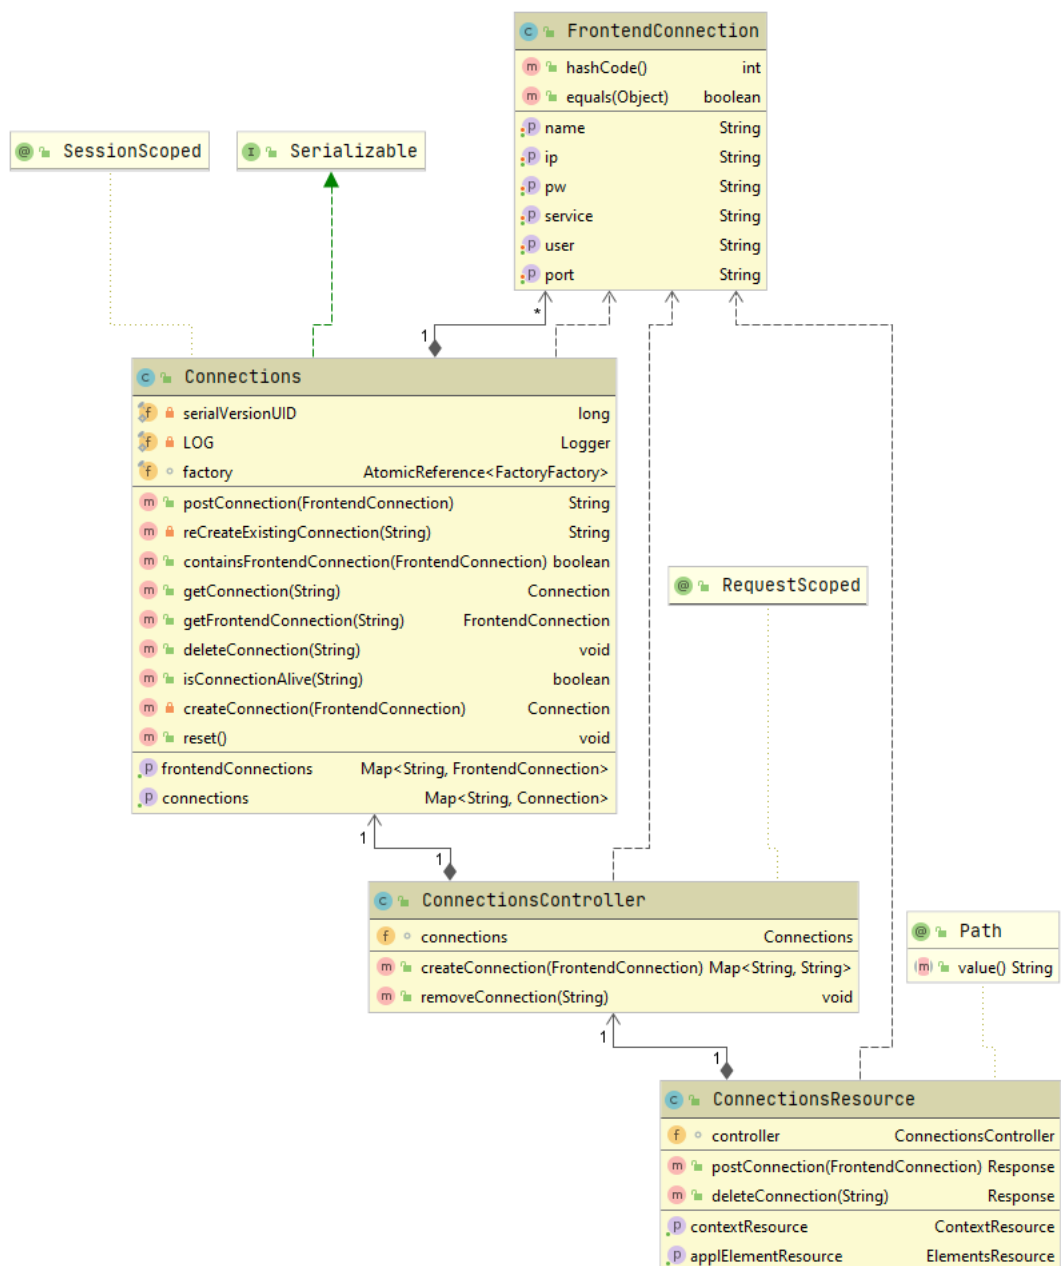 FrontendConnection
hashCode() int
equals(Object) boolean
name String
ip String
pw String
service String
user String
port String
SessionScoped
Serializable
*
1
Connections
serialVersionUID long
LOG Logger
factory AtomicReference<FactoryFactory>
postConnection(FrontendConnection) String
reCreateExistingConnection(String) String
containsFrontendConnection(FrontendConnection) boolean
getConnection(String) Connection
getFrontendConnection(String) FrontendConnection
deleteConnection(String) void
isConnectionAlive(String) boolean
createConnection(FrontendConnection) Connection
reset() void
frontendConnections Map<String, FrontendConnection>
connections Map<String, Connection>
RequestScoped
1
1
ConnectionsController
connections Connections
createConnection(FrontendConnection) Map<String, String>
removeConnection(String) void
Path
value() String
1
1
ConnectionsResource
controller ConnectionsController
postConnection(FrontendConnection) Response
deleteConnection(String) Response
contextResource ContextResource
applElementResource ElementsResource